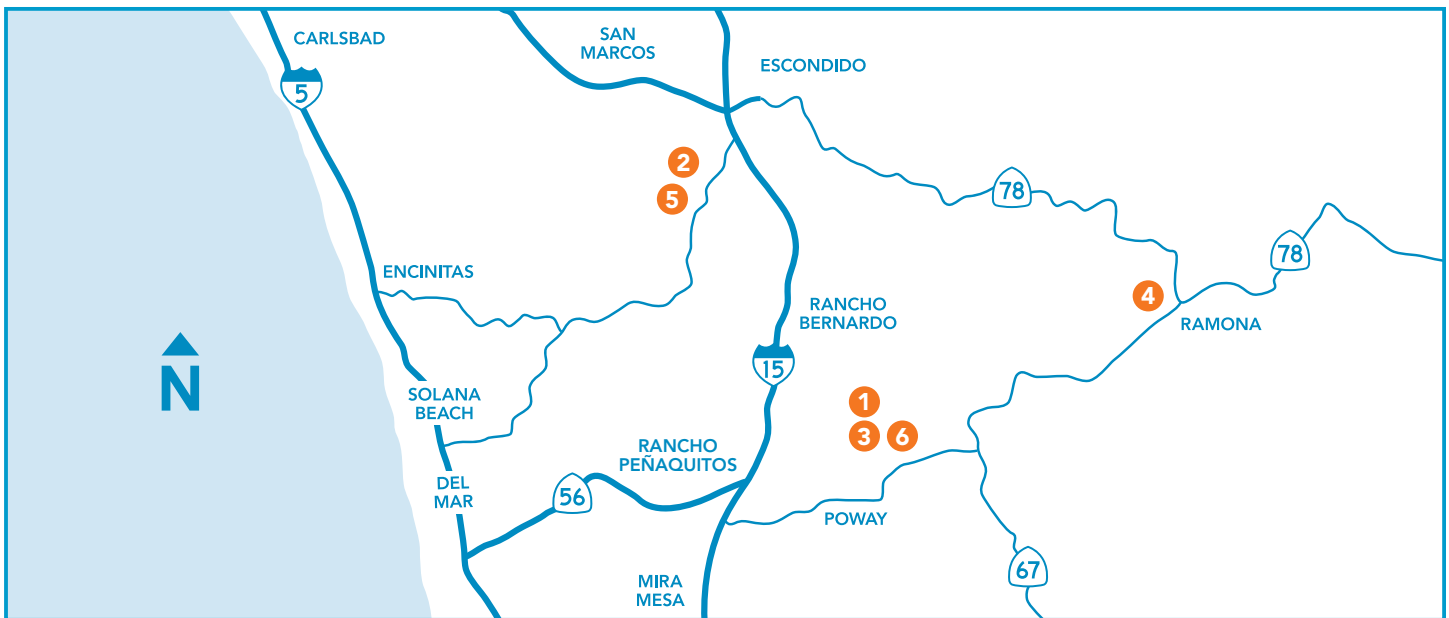 CARLSBAD
SAN
MARCOS
ESCONDIDO
5
2
78
5
78
ENCINITAS
4
RANCHO
BERNARDO
RAMONA
N
15
SOLANA
BEACH
1
3
6
RANCHO
PEÑAQUITOS
DEL
MAR
56
POWAY
67
MIRA
MESA